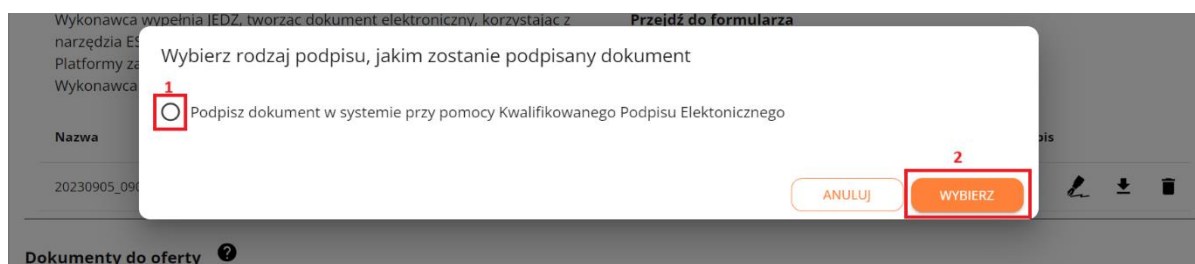 Wykonawca wypełnia JEDZ, tworząc dokument elektroniczny, korzystając z Przejdź do formularza
narzędzia ES
Platformy za
Wykonawca
Wybierz rodzaj podpisu, jakim zostanie podpisany dokument
1
Podpisz dokument w systemie przy pomocy Kwalifikowanego Podpisu Elektonicznego
Nazwa pis
2
20230905_090
ANULUJ WYBIERZ
Dokumenty do oferty ?